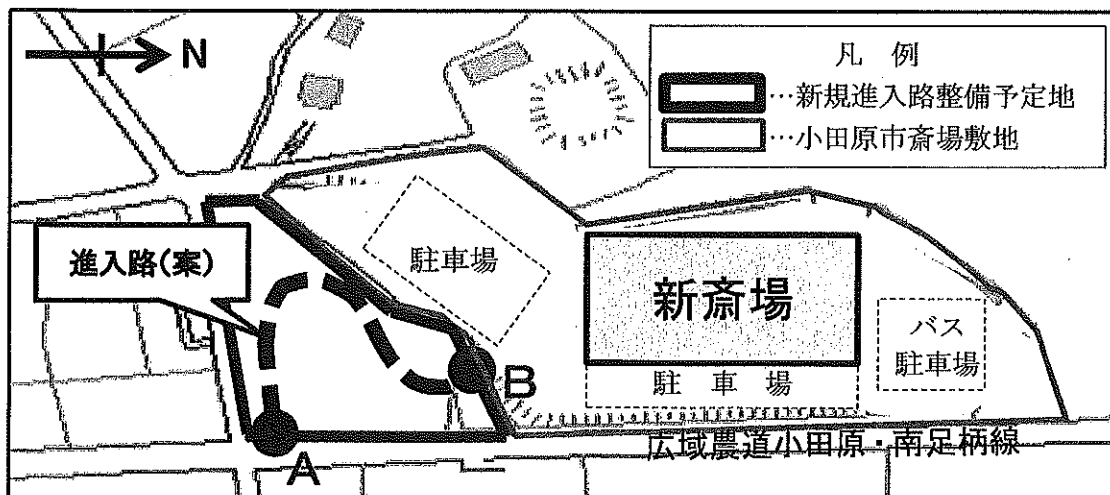 N
凡 例
…新規進入路整備予定地
…小田原市斎場敷地
進入路(案)
駐車場
新斎場
バス
駐車場
駐 車 場
A
B
広域農道小田原・南足柄線